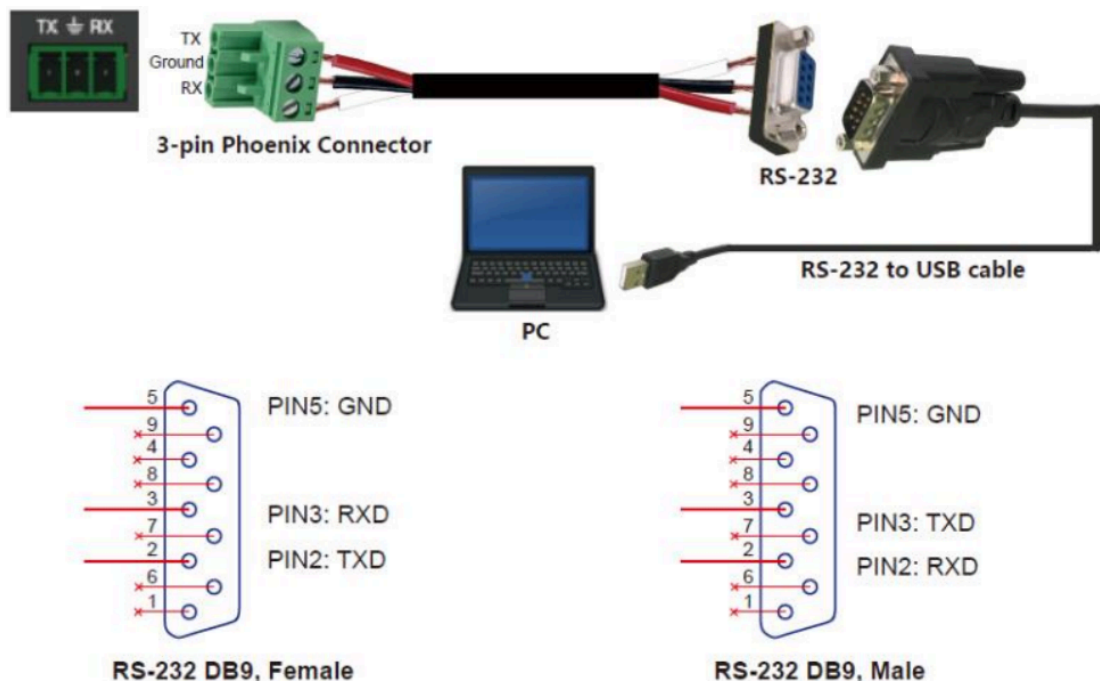 TX ⏚ RX
TX
Ground
RX
3-pin Phoenix Connector
RS-232
RS-232 to USB cable
PC
5
9
4
8
3
7
2
6
1
PIN5: GND
PIN3: RXD
PIN2: TXD
RS-232 DB9, Female
5
9
4
8
3
7
2
6
1
PIN5: GND
PIN3: TXD
PIN2: RXD
RS-232 DB9, Male